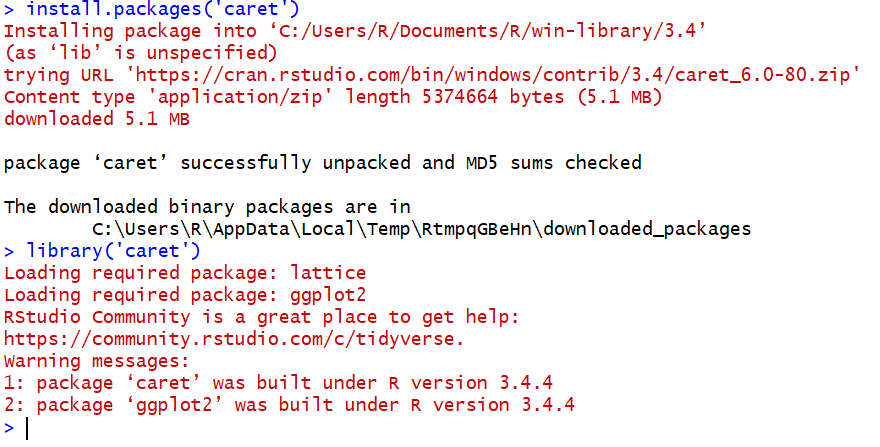 > install.packages('caret')
Installing package into ‘C:/Users/R/Documents/R/win-library/3.4’
(as ‘lib’ is unspecified)
trying URL 'https://cran.rstudio.com/bin/windows/contrib/3.4/caret_6.0-80.zip'
Content type 'application/zip' length 5374664 bytes (5.1 MB)
downloaded 5.1 MB
package ‘caret’ successfully unpacked and MD5 sums checked
The downloaded binary packages are in
C:\Users\R\AppData\Local\Temp\RtmpqGBeHn\downloaded_packages
> library('caret')
Loading required package: lattice
Loading required package: ggplot2
RStudio Community is a great place to get help:
https://community.rstudio.com/c/tidyverse.
Warning messages:
1: package ‘caret’ was built under R version 3.4.4
2: package ‘ggplot2’ was built under R version 3.4.4
>